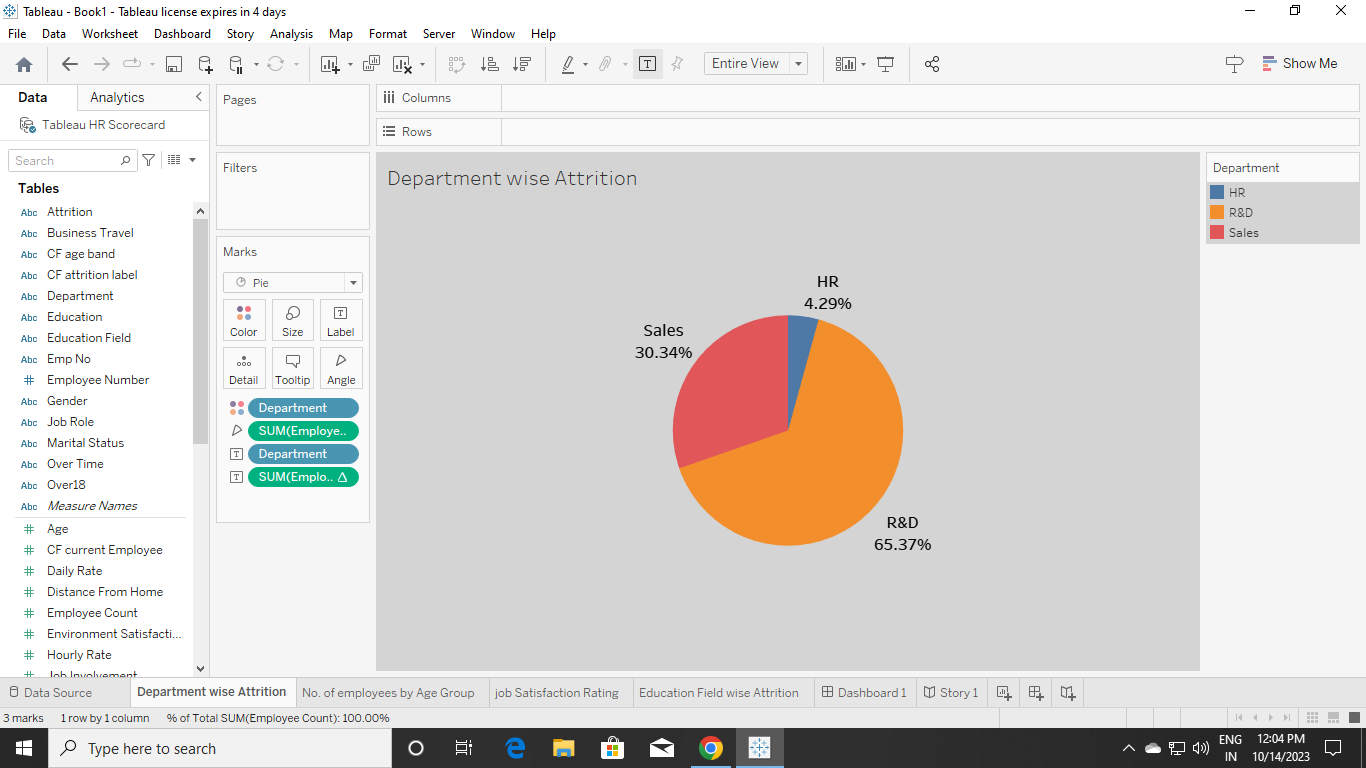 Tableau - Book1 - Tableau license expires in 4 days
File Data Worksheet Dashboard Story Analysis Map Format Server Window Help
Entire View
Show Me
Data Analytics
Tableau HR Scorecard
Search
Tables
Abc Attrition
Abc Business Travel
Abc CF age band
Abc CF attrition label
Abc Department
Abc Education
Abc Education Field
Abc Emp No
# Employee Number
Abc Gender
Abc Job Role
Abc Marital Status
Abc Over Time
Abc Over18
Abc Measure Names
# Age
# CF current Employee
# Daily Rate
# Distance From Home
# Employee Count
# Environment Satisfacti...
# Hourly Rate
# Job Involvement
Pages
Filters
Marks
Pie
Color Size Label
Detail Tooltip Angle
Department
SUM(Employe..
Department
SUM(Emplo.. Δ
Columns
Rows
Department wise Attrition
HR
4.29%
Sales
30.34%
R&D
65.37%
Department
HR
R&D
Sales
Data Source Department wise Attrition No. of employees by Age Group job Satisfaction Rating Education Field wise Attrition Dashboard 1 Story 1
3 marks 1 row by 1 column % of Total SUM(Employee Count): 100.00%
Type here to search
ENG
IN
12:04 PM
10/14/2023